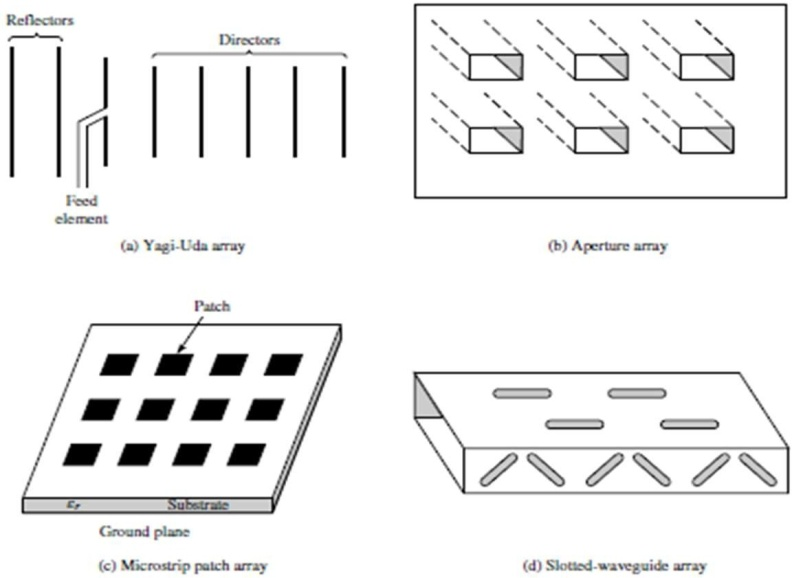 Reflectors
Directors
Feed
element
(a) Yagi-Uda array
(b) Aperture array
Patch
εr
Substrate
Ground plane
(c) Microstrip patch array
(d) Slotted-waveguide array